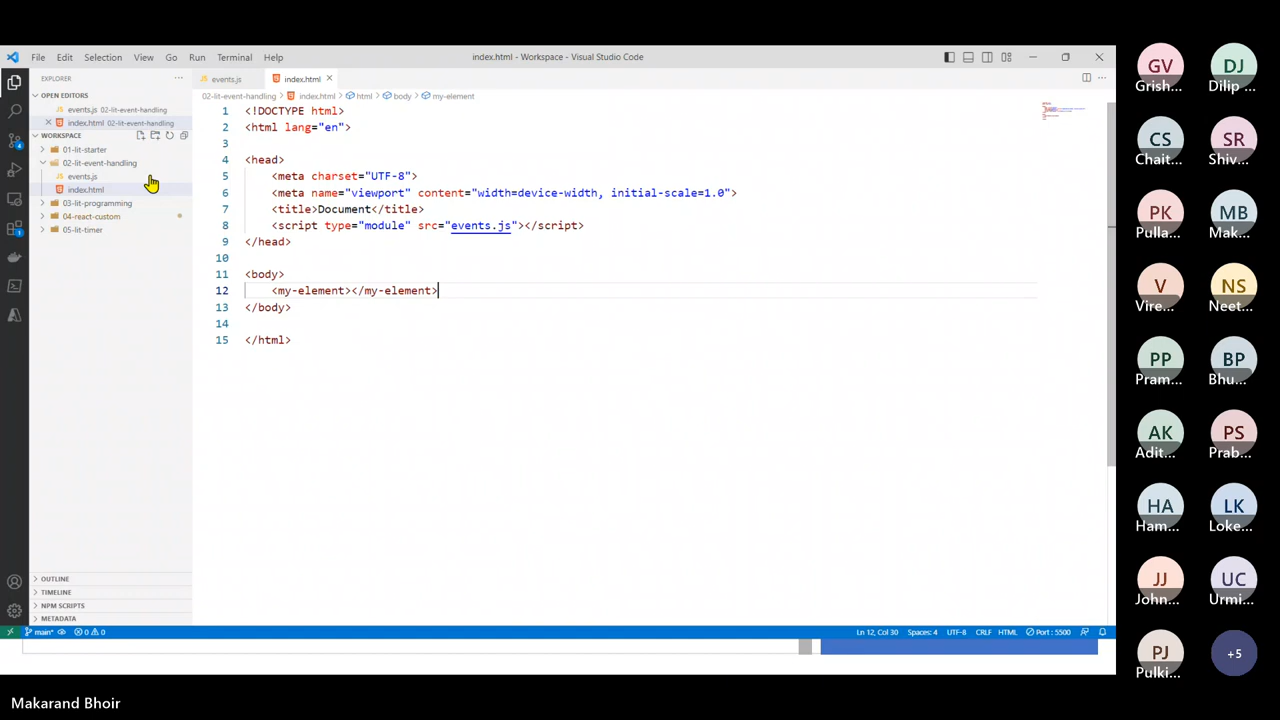 File Edit Selection View Go Run Terminal Help
index.html - Workspace - Visual Studio Code
EXPLORER
OPEN EDITORS
events.js 02-lit-event-handling
index.html 02-lit-event-handling
WORKSPACE
01-lit-starter
02-lit-event-handling
events.js
index.html
03-lit-programming
04-react-custom
05-lit-timer
OUTLINE
TIMELINE
NPM SCRIPTS
METADATA
events.js
index.html
02-lit-event-handling > index.html > html > body > my-element
1 <!DOCTYPE html>
2 <html lang="en">
3
4 <head>
5 <meta charset="UTF-8">
6 <meta name="viewport" content="width=device-width, initial-scale=1.0">
7 <title>Document</title>
8 <script type="module" src="events.js"></script>
9 </head>
10
11 <body>
12 <my-element></my-element>
13 </body>
14
15 </html>
4
1
main* 0 0
Ln 12, Col 30 Spaces: 4 UTF-8 CRLF HTML Port : 5500
GV DJ
Grish... Dilip ...
CS SR
Chait... Shiv...
PK MB
Pulla... Mak...
V NS
Vire... Neet...
PP BP
Pram... Bhu...
AK PS
Adit... Prab...
HA LK
Ham... Loke...
JJ UC
John... Urmi...
PJ +5
Pulki...
Makarand Bhoir